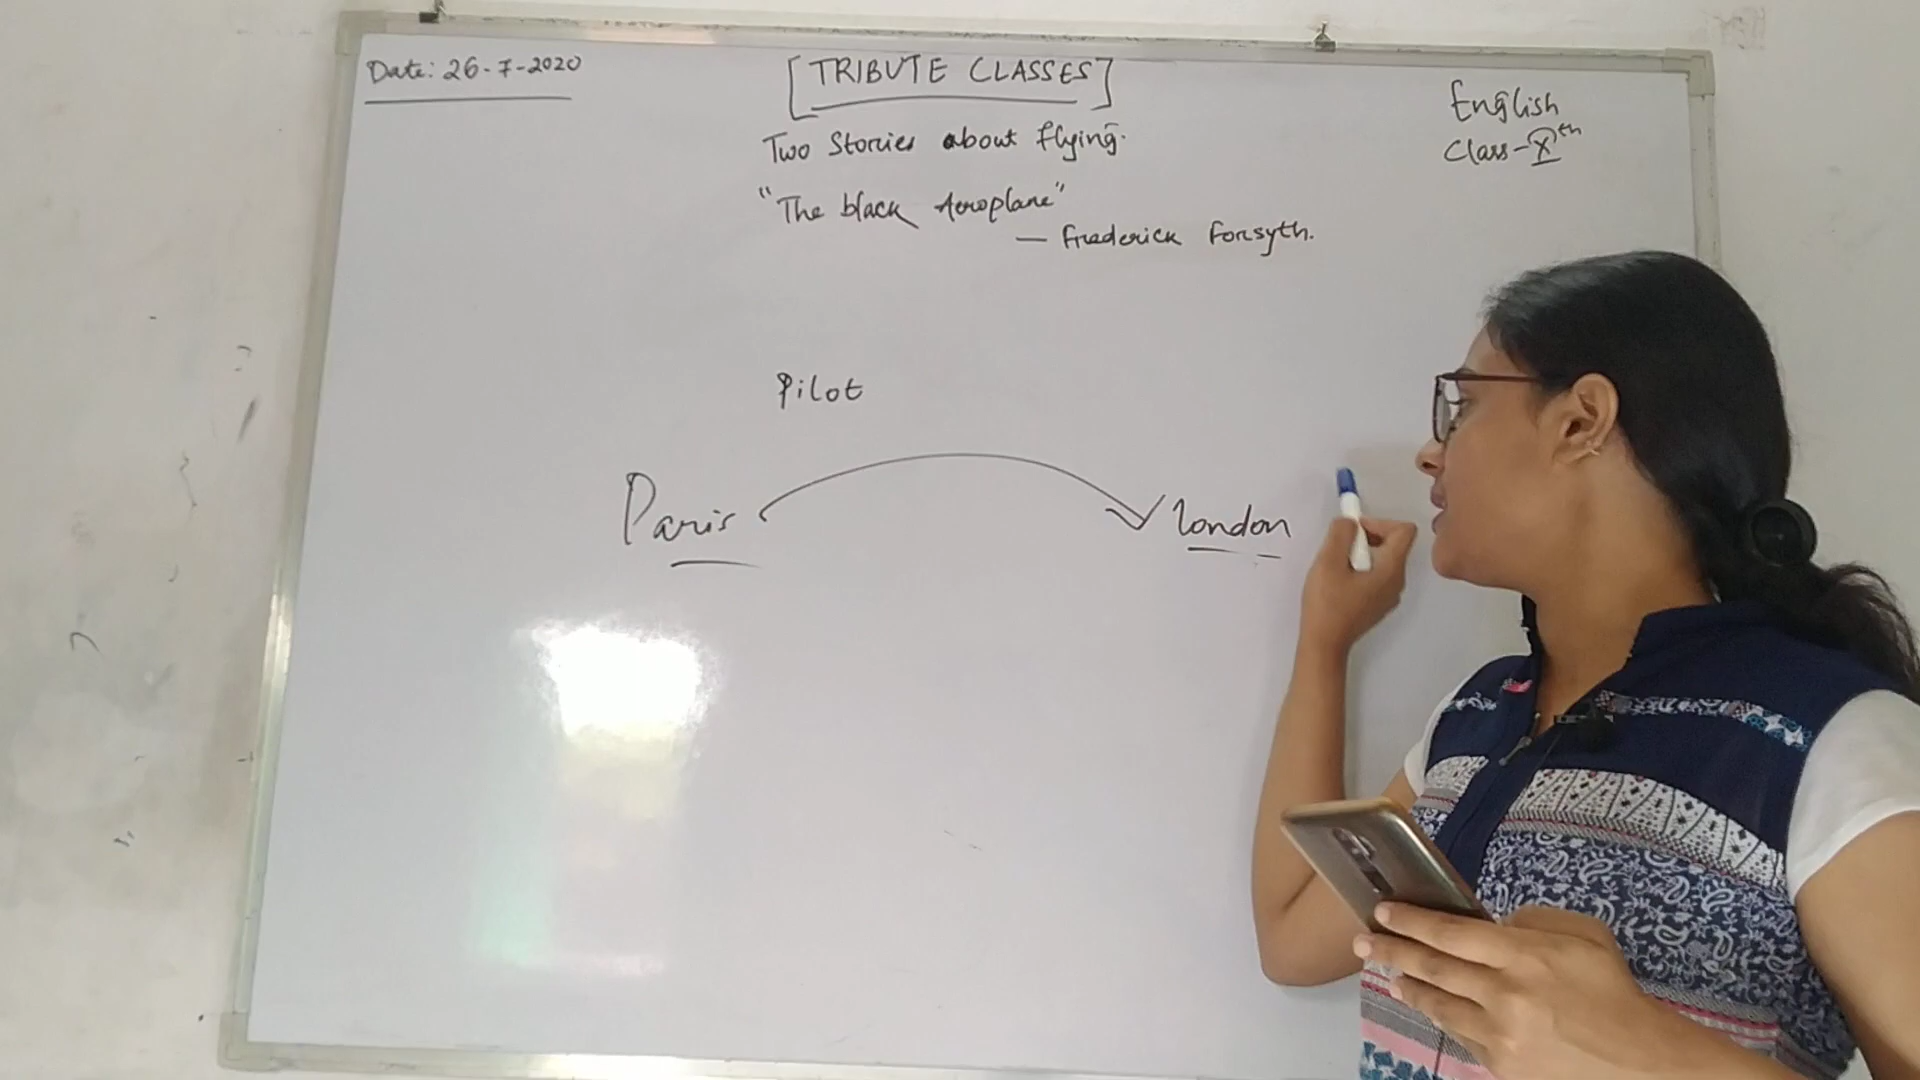 Date: 26-7-2020
[TRIBUTE CLASSES]
English
Class-Xth
Two Stories about flying.
"The black Aeroplane"
— Frederick Forsyth.
Pilot
Paris
London